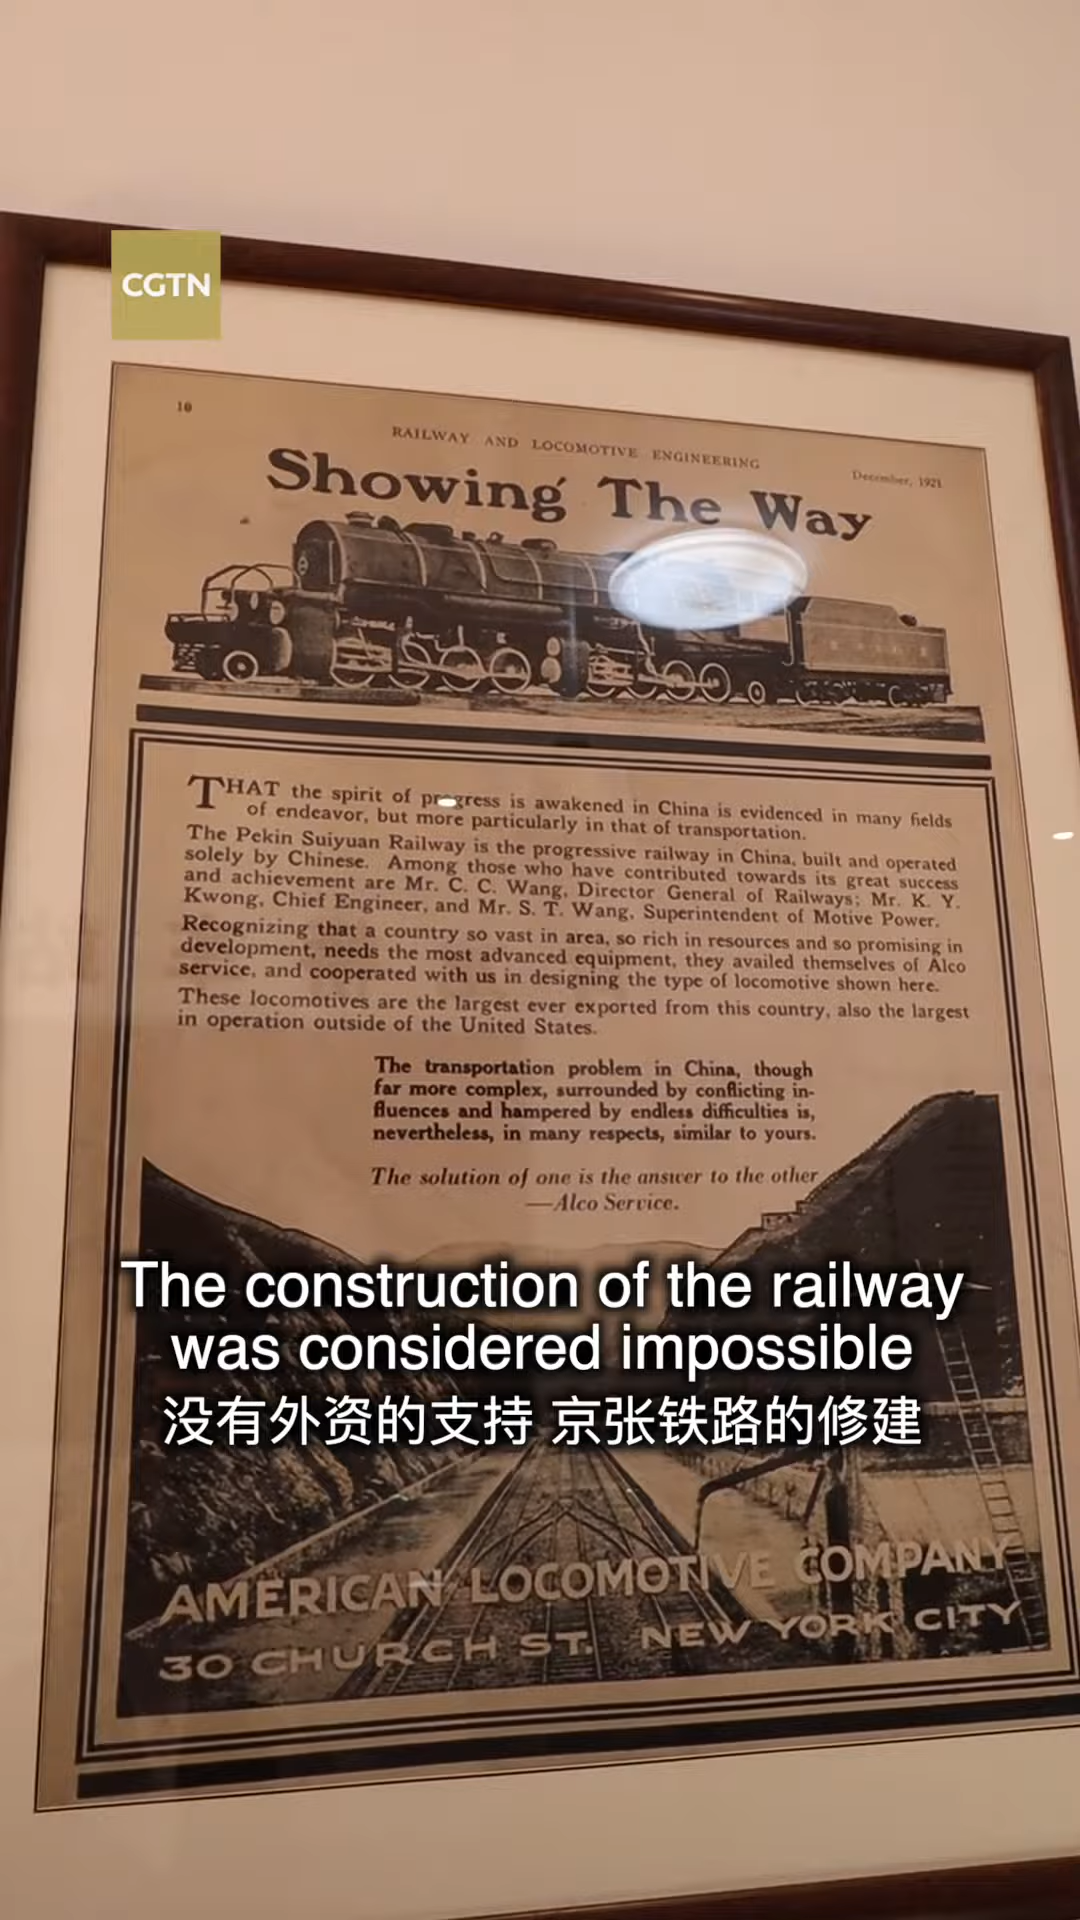 CGTN
10
RAILWAY AND LOCOMOTIVE ENGINEERING
December, 1921
Showing The Way
THAT the spirit of progress is awakened in China is evidenced in many fields
of endeavor, but more particularly in that of transportation.
The Pekin Suiyuan Railway is the progressive railway in China, built and operated
solely by Chinese. Among those who have contributed towards its great success
and achievement are Mr. C. C. Wang, Director General of Railways; Mr. K. Y.
Kwong, Chief Engineer, and Mr. S. T. Wang, Superintendent of Motive Power.
Recognizing that a country so vast in area, so rich in resources and so promising in
development, needs the most advanced equipment, they availed themselves of Alco
service, and cooperated with us in designing the type of locomotive shown here.
These locomotives are the largest ever exported from this country, also the largest
in operation outside of the United States.
The transportation problem in China, though
far more complex, surrounded by conflicting in-
fluences and hampered by endless difficulties is,
nevertheless, in many respects, similar to yours.
The solution of one is the answer to the other
—Alco Service.
The construction of the railway
was considered impossible
没有外资的支持 京张铁路的修建
AMERICAN LOCOMOTIVE COMPANY
30 CHURCH ST. NEW YORK CITY